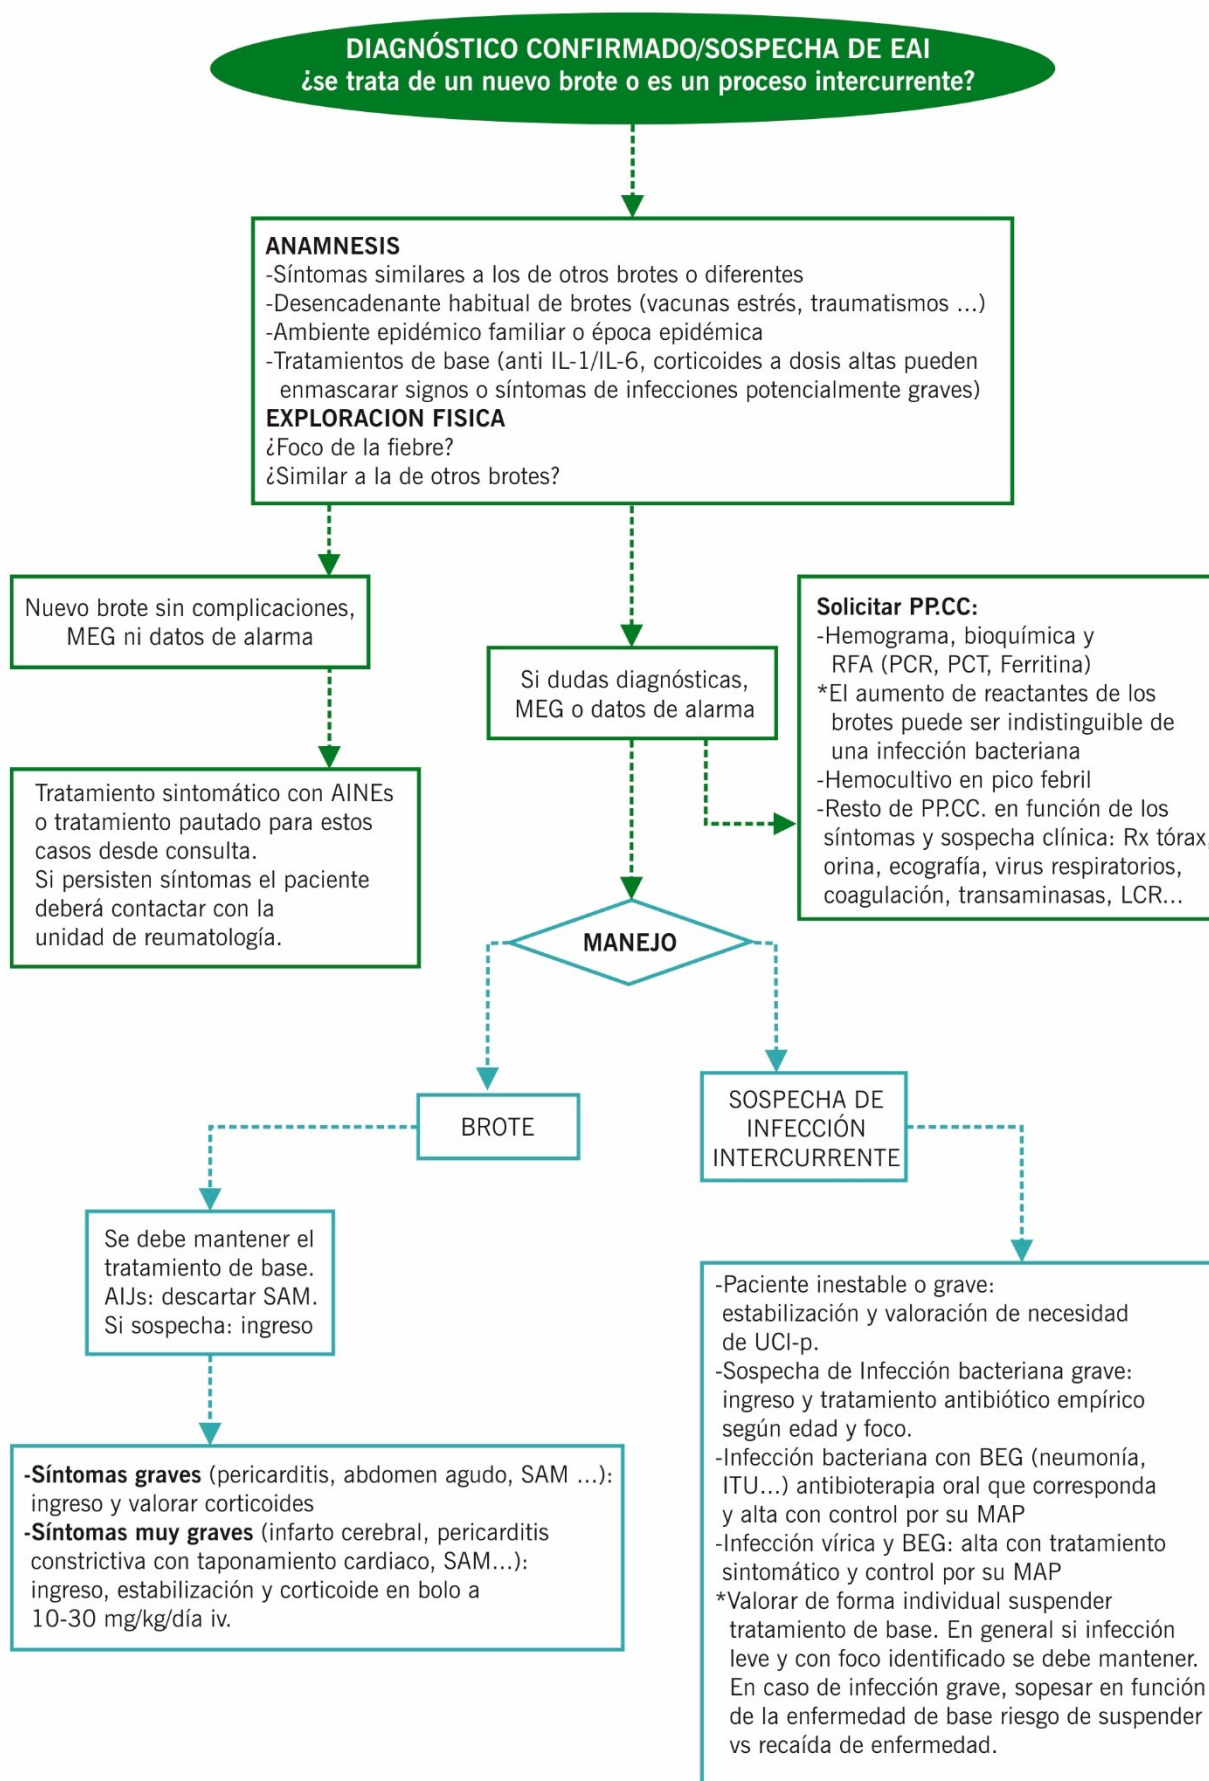 DIAGNÓSTICO CONFIRMADO/SOSPECHA DE EAI
¿se trata de un nuevo brote o es un proceso intercurrente?
ANAMNESIS
-Síntomas similares a los de otros brotes o diferentes
-Desencadenante habitual de brotes (vacunas estrés, traumatismos ...)
-Ambiente epidémico familiar o época epidémica
-Tratamientos de base (anti IL-1/IL-6, corticoides a dosis altas pueden
enmascarar signos o síntomas de infecciones potencialmente graves)
EXPLORACION FISICA
¿Foco de la fiebre?
¿Similar a la de otros brotes?
Nuevo brote sin complicaciones,
MEG ni datos de alarma
Tratamiento sintomático con AINEs
o tratamiento pautado para estos
casos desde consulta.
Si persisten síntomas el paciente
deberá contactar con la
unidad de reumatología.
Si dudas diagnósticas,
MEG o datos de alarma
Solicitar PP.CC:
-Hemograma, bioquímica y
RFA (PCR, PCT, Ferritina)
*El aumento de reactantes de los
brotes puede ser indistinguible de
una infección bacteriana
-Hemocultivo en pico febril
-Resto de PP.CC. en función de los
síntomas y sospecha clínica: Rx tórax,
orina, ecografía, virus respiratorios,
coagulación, transaminasas, LCR...
MANEJO
BROTE
Se debe mantener el
tratamiento de base.
AIJs: descartar SAM.
Si sospecha: ingreso
-Síntomas graves (pericarditis, abdomen agudo, SAM ...):
ingreso y valorar corticoides
-Síntomas muy graves (infarto cerebral, pericarditis
constrictiva con taponamiento cardiaco, SAM...):
ingreso, estabilización y corticoide en bolo a
10-30 mg/kg/día iv.
SOSPECHA DE
INFECCIÓN
INTERCURRENTE
-Paciente inestable o grave:
estabilización y valoración de necesidad
de UCI-p.
-Sospecha de Infección bacteriana grave:
ingreso y tratamiento antibiótico empírico
según edad y foco.
-Infección bacteriana con BEG (neumonía,
ITU...) antibioterapia oral que corresponda
y alta con control por su MAP
-Infección vírica y BEG: alta con tratamiento
sintomático y control por su MAP
*Valorar de forma individual suspender
tratamiento de base. En general si infección
leve y con foco identificado se debe mantener.
En caso de infección grave, sopesar en función
de la enfermedad de base riesgo de suspender
vs recaída de enfermedad.